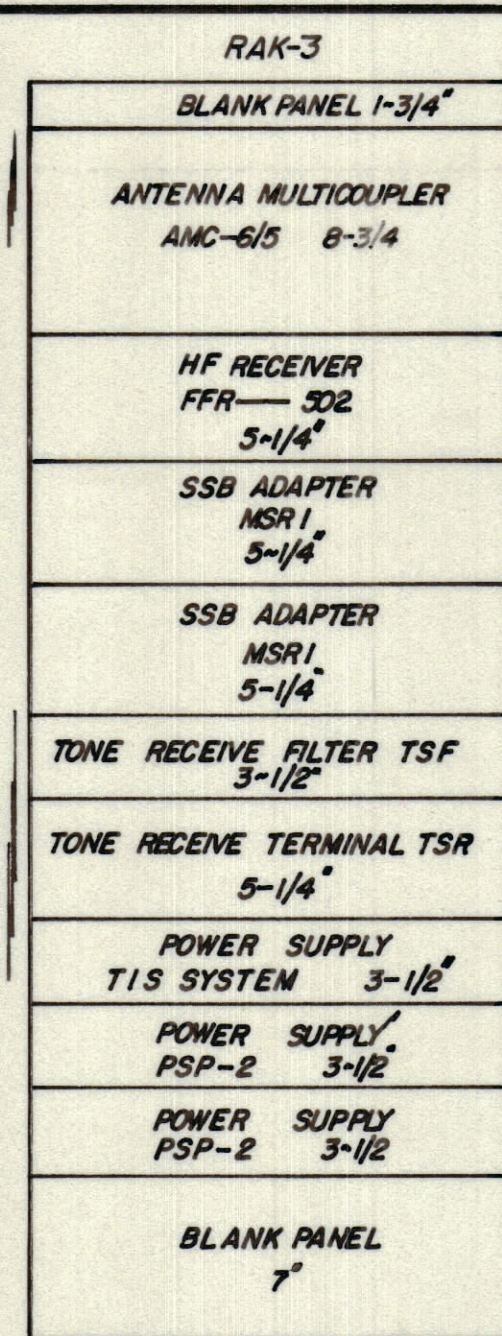 RAK-3
BLANK PANEL 1-3/4"
ANTENNA MULTICOUPLER
AMC-6/5 8-3/4
HF RECEIVER
FFR— 502
5-1/4"
SSB ADAPTER
MSR1
5-1/4"
SSB ADAPTER
MSR1
5-1/4"
TONE RECEIVE FILTER TSF
3-1/2"
TONE RECEIVE TERMINAL TSR
5-1/4"
POWER SUPPLY
TIS SYSTEM 3-1/2"
POWER SUPPLY
PSP-2 3-1/2"
POWER SUPPLY
PSP-2 3-1/2
BLANK PANEL
7"